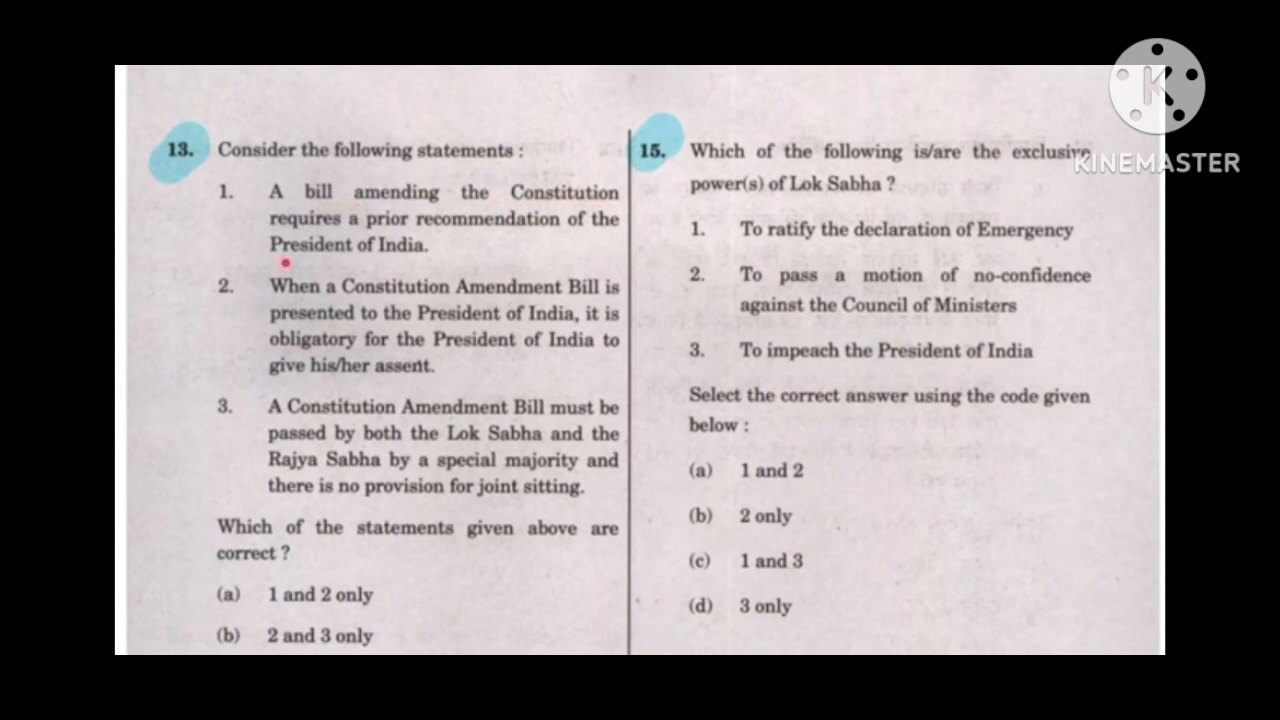 13. Consider the following statements :
1. A bill amending the Constitution
requires a prior recommendation of the
President of India.
2. When a Constitution Amendment Bill is
presented to the President of India, it is
obligatory for the President of India to
give his/her assent.
3. A Constitution Amendment Bill must be
passed by both the Lok Sabha and the
Rajya Sabha by a special majority and
there is no provision for joint sitting.
Which of the statements given above are
correct ?
(a) 1 and 2 only
(b) 2 and 3 only
15. Which of the following is/are the exclusive
power(s) of Lok Sabha ?
1. To ratify the declaration of Emergency
2. To pass a motion of no-confidence
against the Council of Ministers
3. To impeach the President of India
Select the correct answer using the code given
below :
(a) 1 and 2
(b) 2 only
(c) 1 and 3
(d) 3 only
K
KINEMASTER